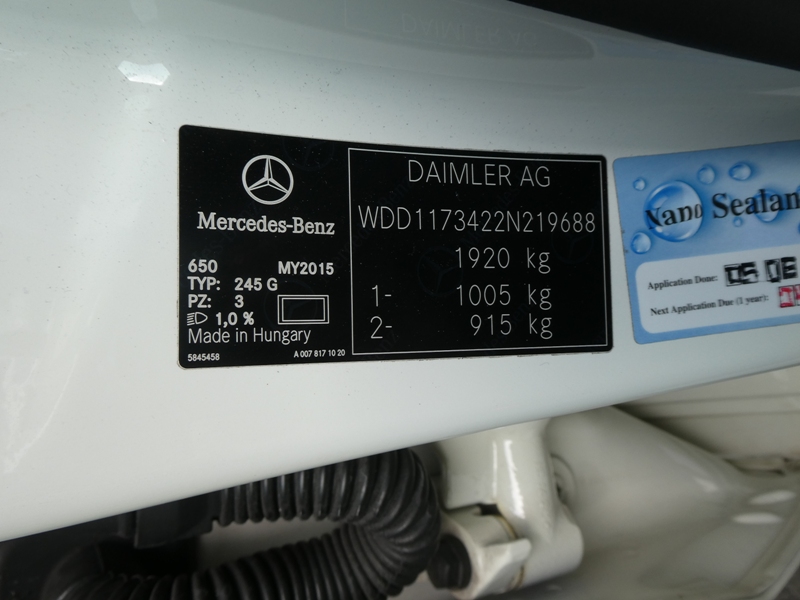 Mercedes-Benz
650 MY2015
TYP: 245 G
PZ: 3
1,0 %
Made in Hungary
5845458 A 007 817 10 20
DAIMLER AG
WDD1173422N219688
1920 kg
1- 1005 kg
2- 915 kg
Nano Sealan
Application Done:
Next Application Due (1 year):